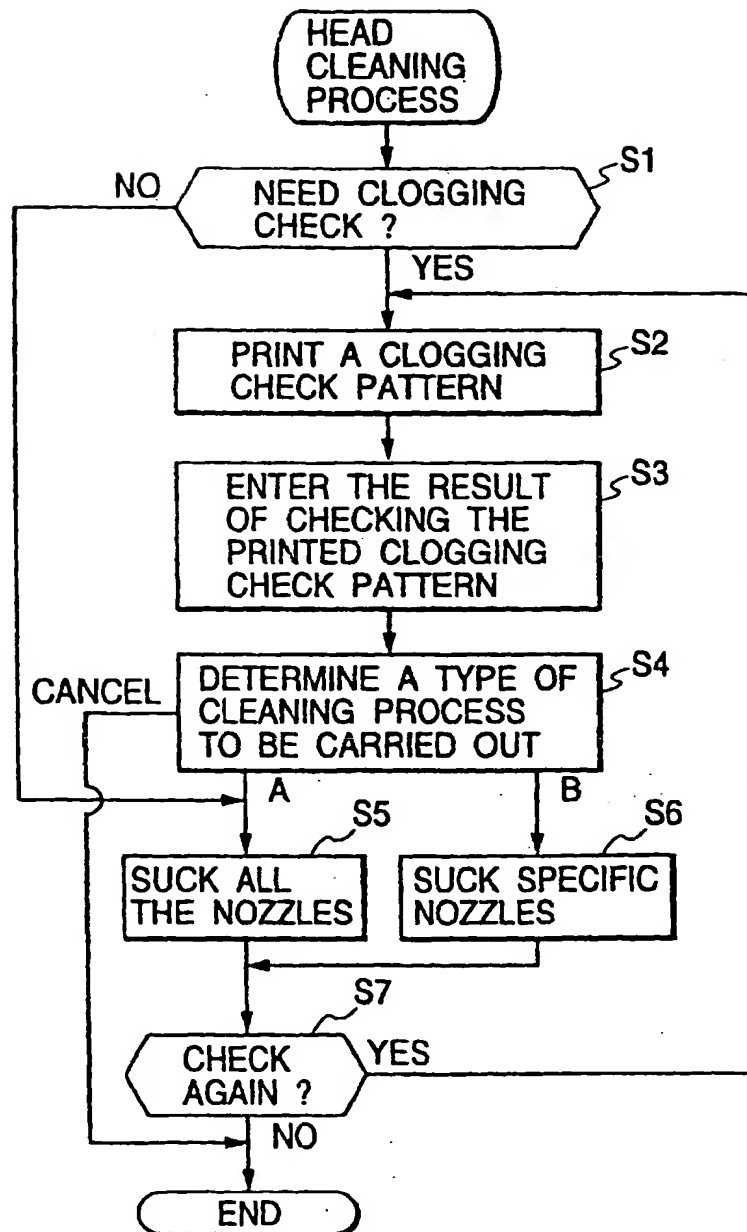 HEAD
CLEANING
PROCESS
S1
NO
NEED CLOGGING
CHECK ?
YES
S2
PRINT A CLOGGING
CHECK PATTERN
S3
ENTER THE RESULT
OF CHECKING THE
PRINTED CLOGGING
CHECK PATTERN
S4
CANCEL
DETERMINE A TYPE OF
CLEANING PROCESS
TO BE CARRIED OUT
A
B
S5
S6
SUCK ALL
THE NOZZLES
SUCK SPECIFIC
NOZZLES
S7
CHECK
AGAIN ?
YES
NO
END